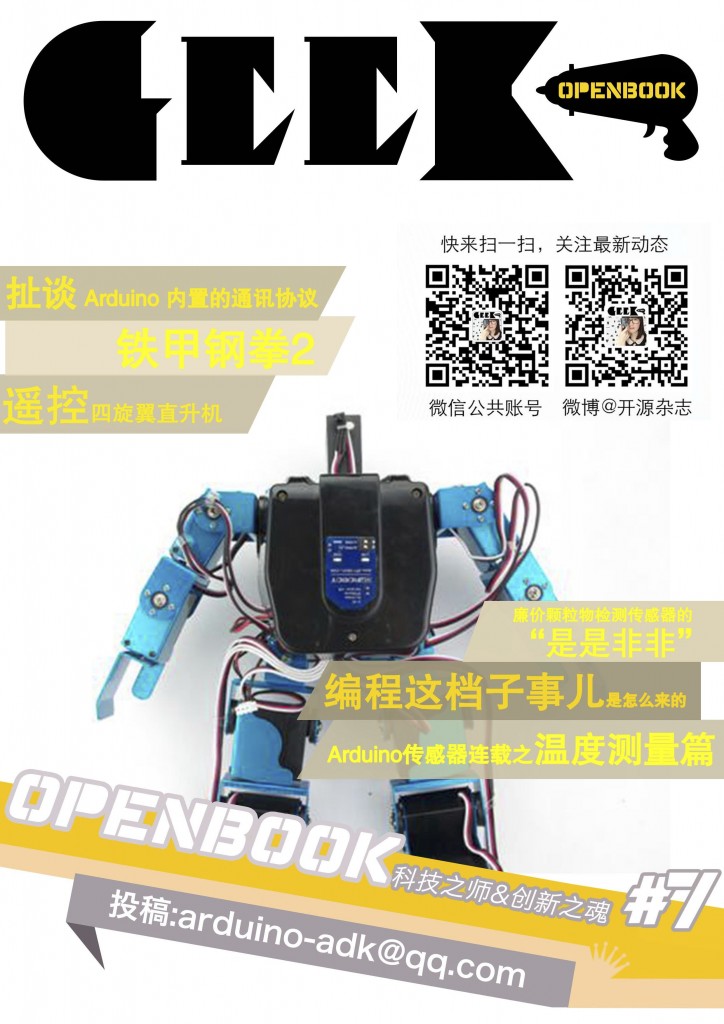 GEEK
OPENBOOK
快来扫一扫，关注最新动态
微信公共账号 微博@开源杂志
扯谈 Arduino 内置的通讯协议
铁甲钢拳2
遥控四旋翼直升机
廉价颗粒物检测传感器的
“是是非非”
编程这档子事儿是怎么来的
Arduino传感器连载之温度测量篇
OPENBOOK
科技之师&创新之魂 #7
投稿:arduino-adk@qq.com